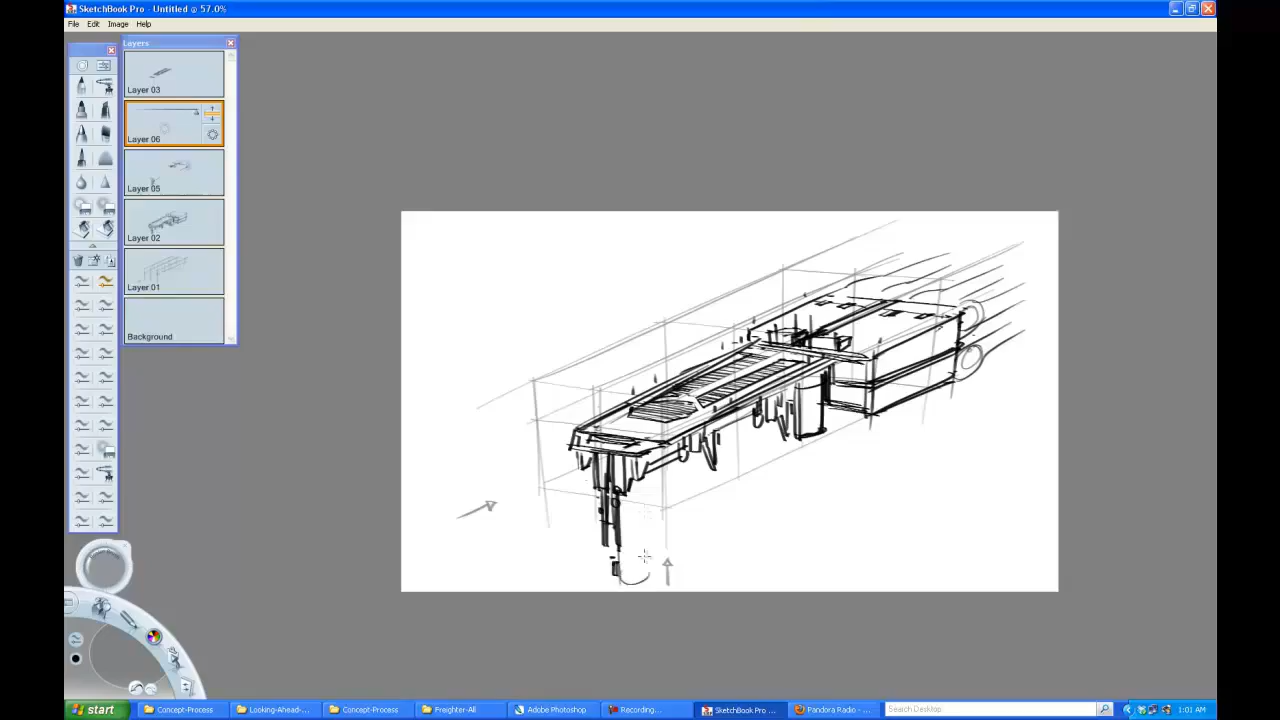 SketchBook Pro - Untitled @ 57.0%
File Edit Image Help
Layers
Layer 03
Layer 06
Layer 05
Layer 02
Layer 01
Background
start
Concept-Process
Looking-Ahead-...
Concept-Process
Freighter-All
Adobe Photoshop
Recording...
SketchBook Pro ...
Pandora Radio - ...
Search Desktop
1:01 AM